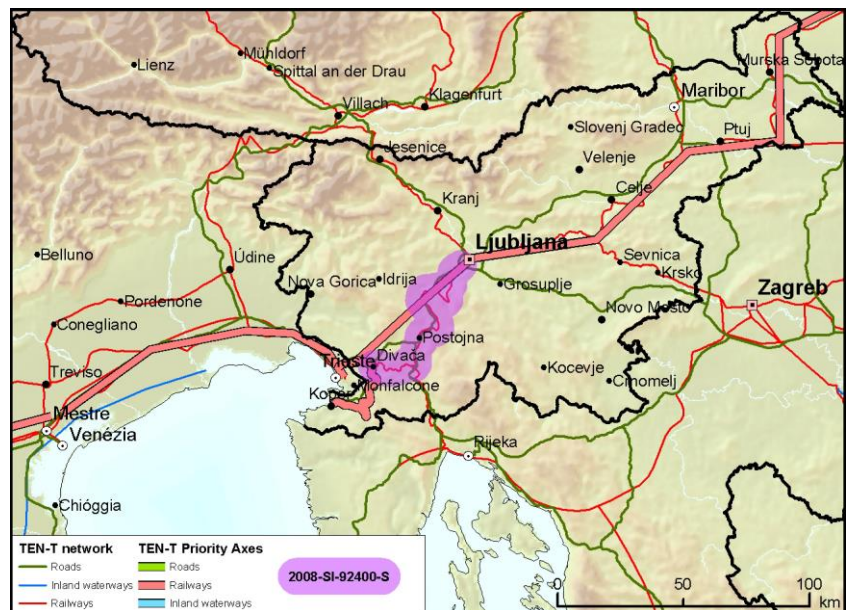 Mühldorf
Lienz
Spittal an der Drau
Murska Sobota
Villach
Klagenfurt
Maribor
Slovenj Gradec
Ptuj
Jesenice
Velenje
Celje
Kranj
Ljubljana
Belluno
Údine
Sevnica
Krsko
Nova Gorica
Idrija
Grosuplje
Zagreb
Pordenone
Novo Mesto
Conegliano
Postojna
Trieste
Divača
Treviso
Kocevje
Crnomelj
Monfalcone
Koper
Mestre
Venézia
Rijeka
Chióggia
TEN-T network
Roads
Inland waterways
Railways
TEN-T Priority Axes
Roads
Railways
Inland waterways
2008-SI-92400-S
0 50 100
km